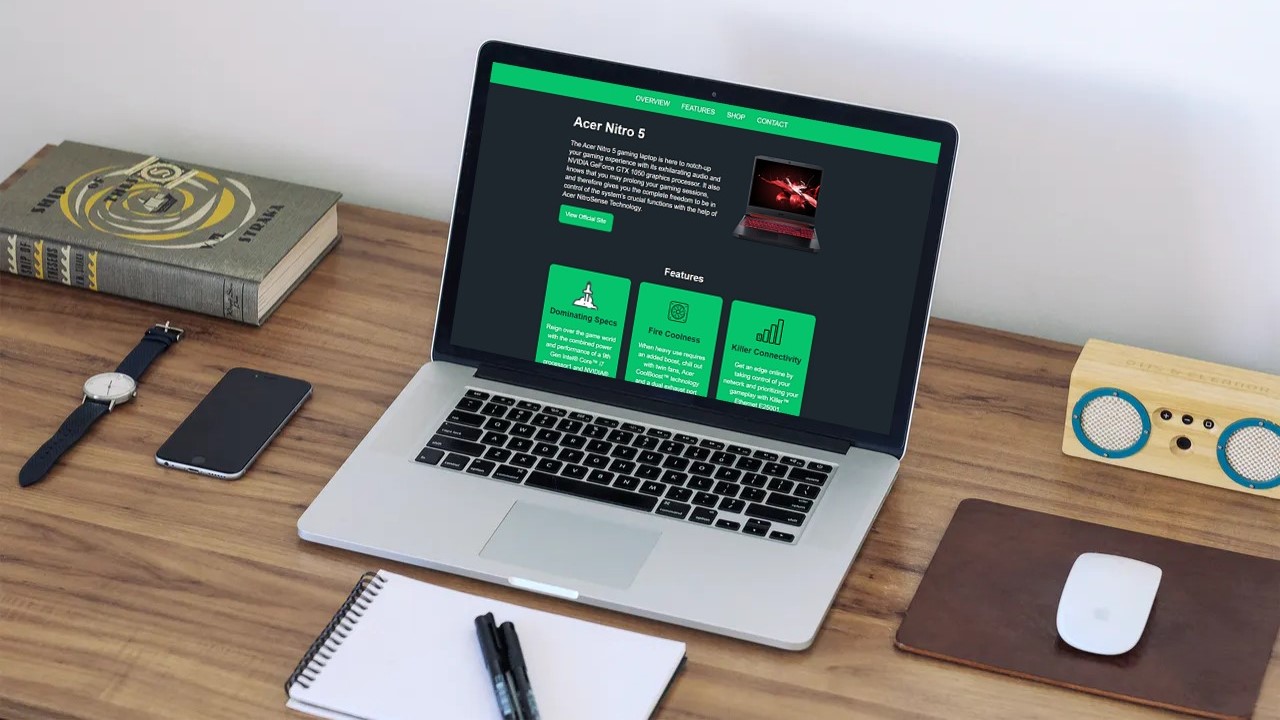 OVERVIEW FEATURES SHOP CONTACT
Acer Nitro 5
The Acer Nitro 5 gaming laptop is here to notch-up
your gaming experience with its exhilarating audio and
NVIDIA GeForce GTX 1050 graphics processor. It also
knows that you may prolong your gaming sessions,
and therefore gives you the complete freedom to be in
control of the system's crucial functions with the help of
Acer NitroSense Technology.
View Official Site
Features
Dominating Specs
Reign over the game world
with the combined power
and performance of a 9th
Gen Intel® Core™ i7
processor1 and NVIDIA®
Fire Coolness
When heavy use requires
an added boost, chill out
with twin fans, Acer
CoolBoost™ technology
and a dual exhaust port
Killer Connectivity
Get an edge online by
taking control of your
network and prioritizing your
gameplay with Killer™
Ethernet E25001
SHIP
OF
THESEUS
V.M.
STRAKA
SHIP OF
THESEUS